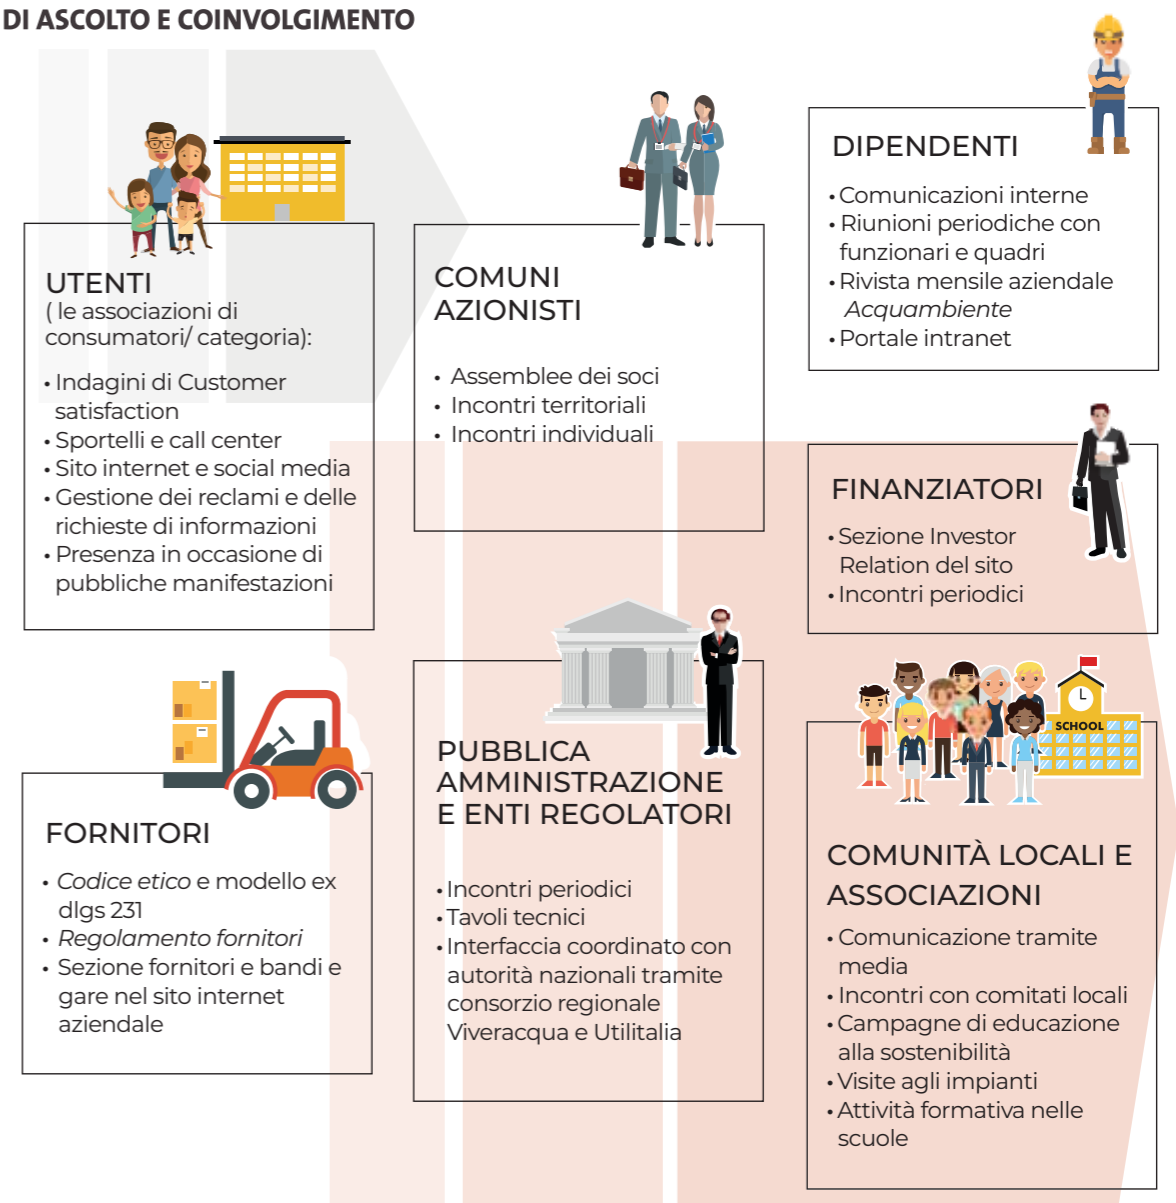 DI ASCOLTO E COINVOLGIMENTO
UTENTI
( le associazioni di
consumatori/ categoria):
• Indagini di Customer
satisfaction
• Sportelli e call center
• Sito internet e social media
• Gestione dei reclami e delle
richieste di informazioni
• Presenza in occasione di
pubbliche manifestazioni
COMUNI
AZIONISTI
• Assemblee dei soci
• Incontri territoriali
• Incontri individuali
DIPENDENTI
• Comunicazioni interne
• Riunioni periodiche con
funzionari e quadri
• Rivista mensile aziendale
Acquambiente
• Portale intranet
FINANZIATORI
• Sezione Investor
Relation del sito
• Incontri periodici
FORNITORI
• Codice etico e modello ex
dlgs 231
• Regolamento fornitori
• Sezione fornitori e bandi e
gare nel sito internet
aziendale
PUBBLICA
AMMINISTRAZIONE
E ENTI REGOLATORI
• Incontri periodici
• Tavoli tecnici
• Interfaccia coordinato con
autorità nazionali tramite
consorzio regionale
Viveracqua e Utilitalia
SCHOOL
COMUNITÀ LOCALI E
ASSOCIAZIONI
• Comunicazione tramite
media
• Incontri con comitati locali
• Campagne di educazione
alla sostenibilità
• Visite agli impianti
• Attività formativa nelle
scuole